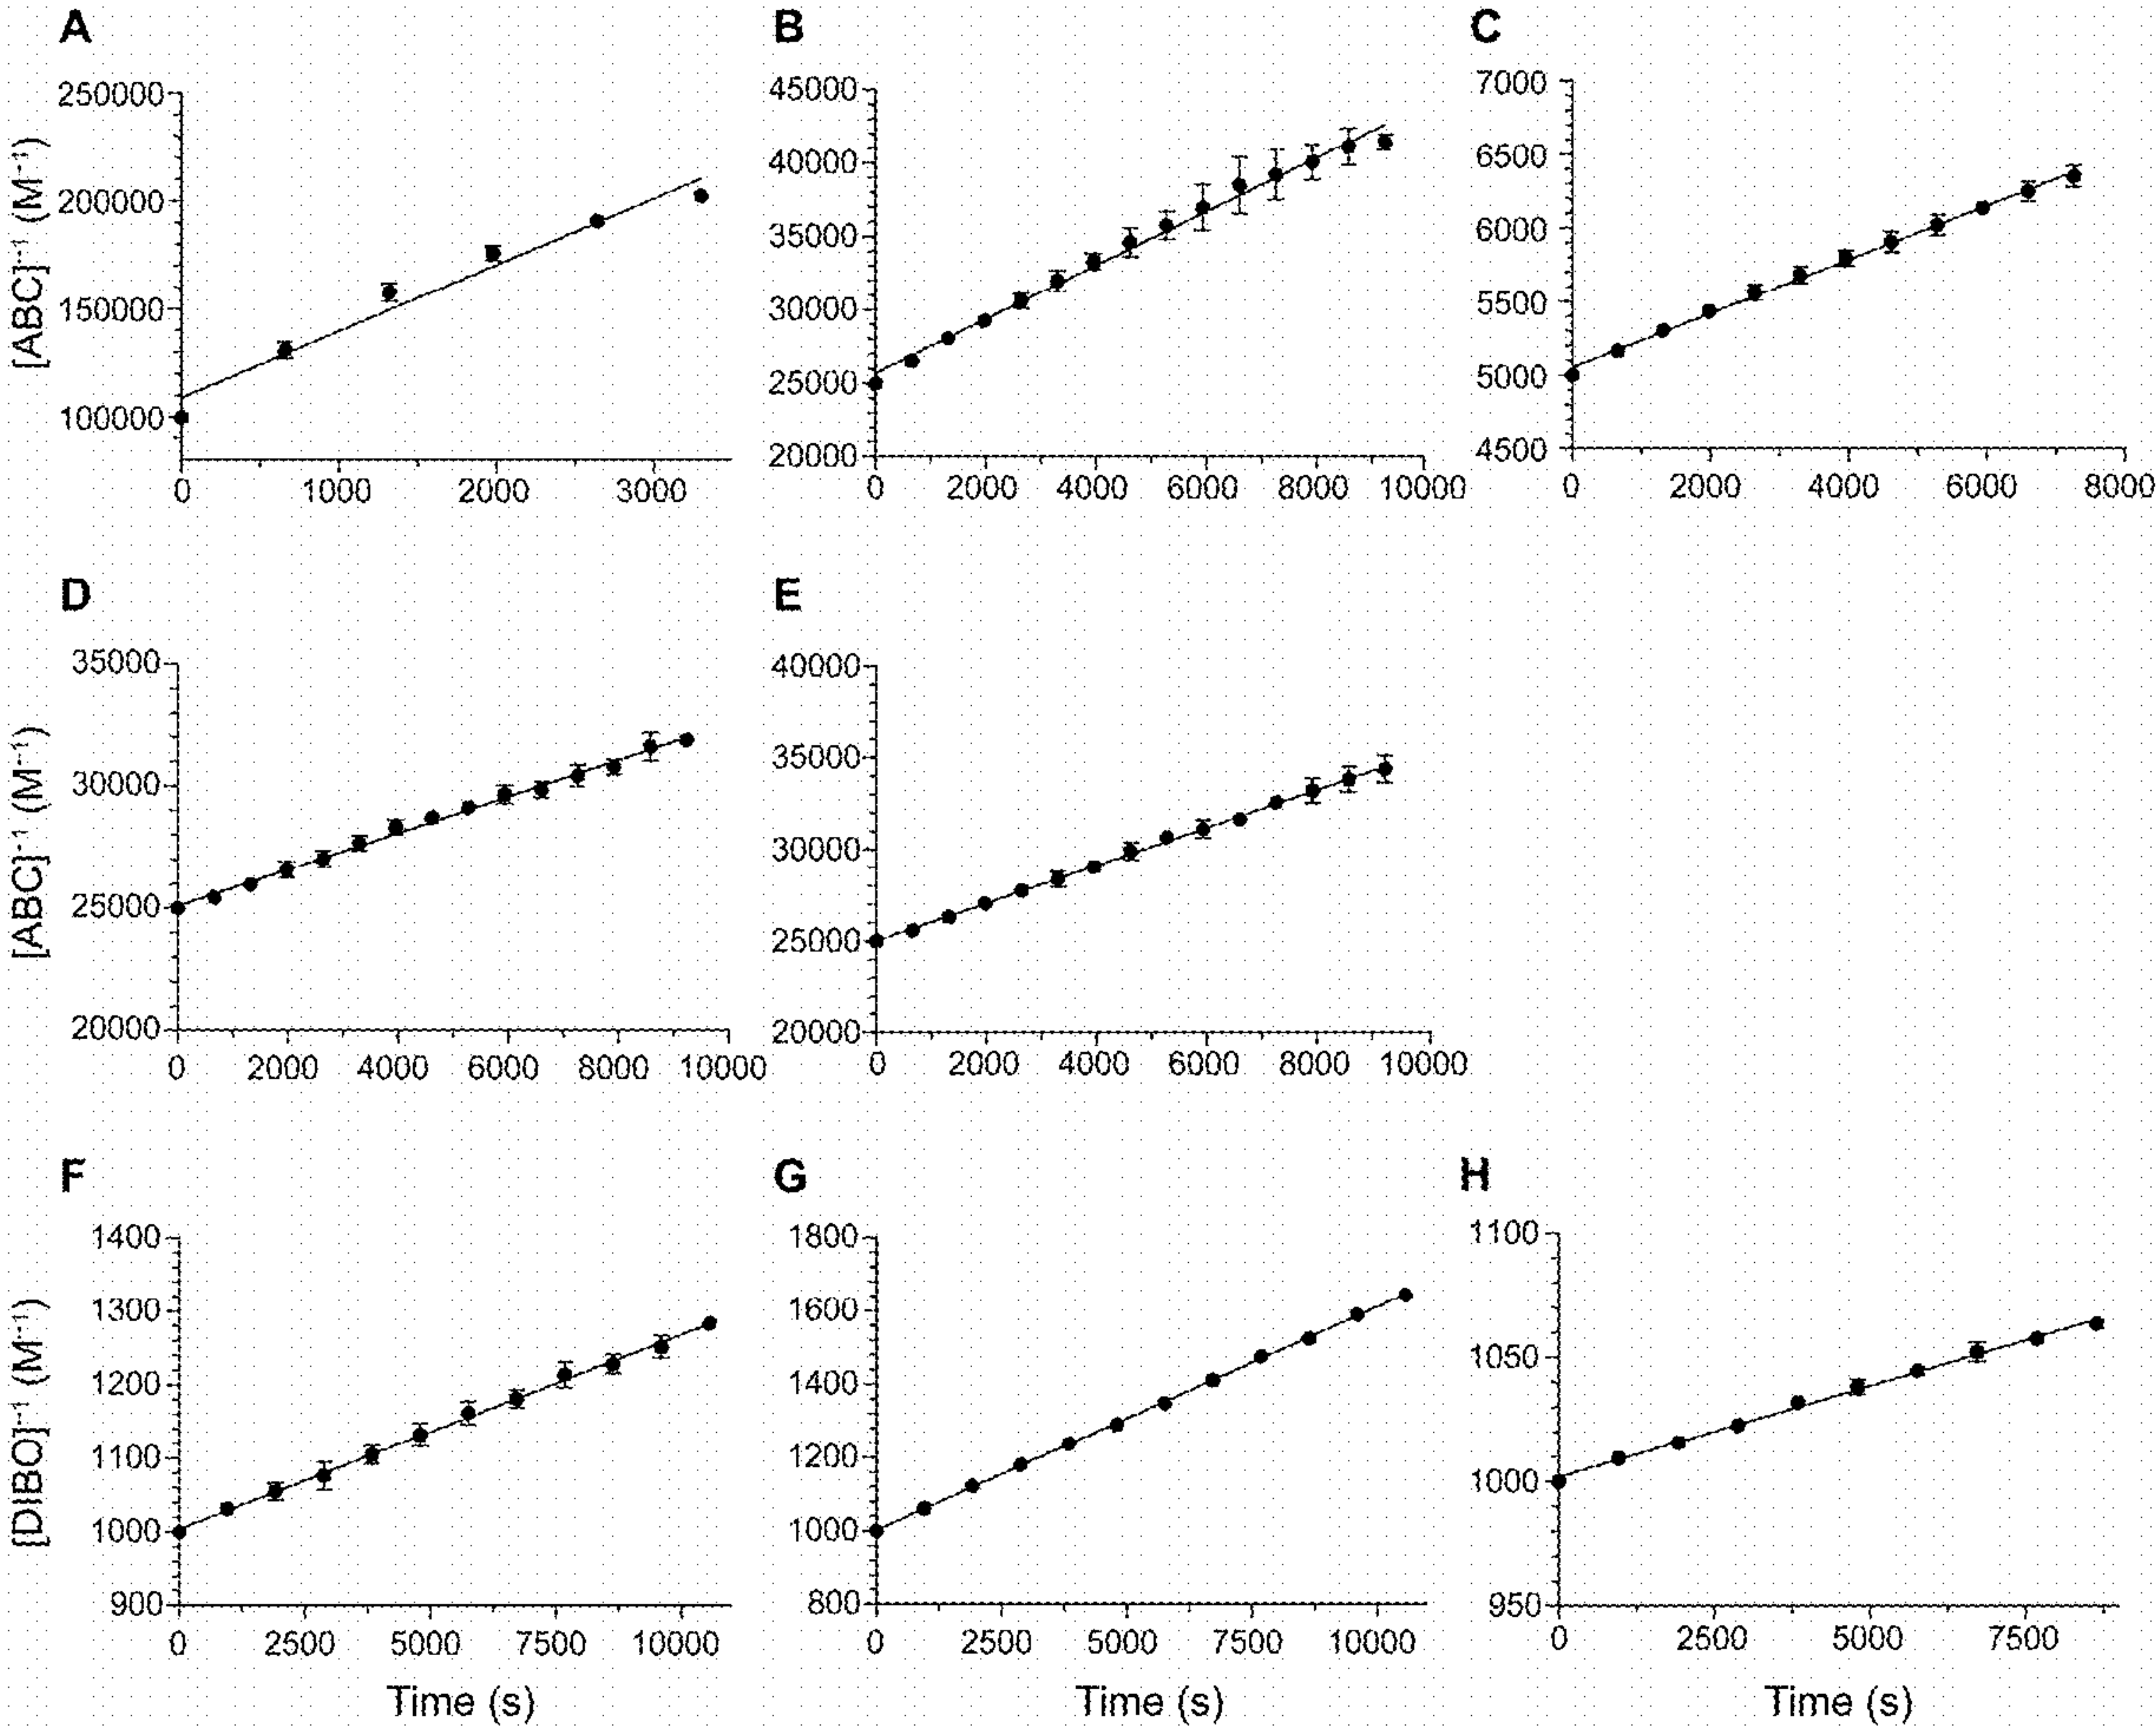 A
B
C
[ABC]⁻¹ (M⁻¹)
250000
200000
150000
100000
0 1000 2000 3000
45000
40000
35000
30000
25000
20000
0 2000 4000 6000 8000 10000
7000
6500
6000
5500
5000
4500
0 2000 4000 6000 8000
D
E
[ABC]⁻¹ (M⁻¹)
35000
30000
25000
20000
0 2000 4000 6000 8000 10000
40000
35000
30000
25000
20000
0 2000 4000 6000 8000 10000
F
G
H
[DIBO]⁻¹ (M⁻¹)
1400
1300
1200
1100
1000
900
0 2500 5000 7500 10000
Time (s)
1800
1600
1400
1200
1000
800
0 2500 5000 7500 10000
Time (s)
1100
1050
1000
950
0 2500 5000 7500
Time (s)